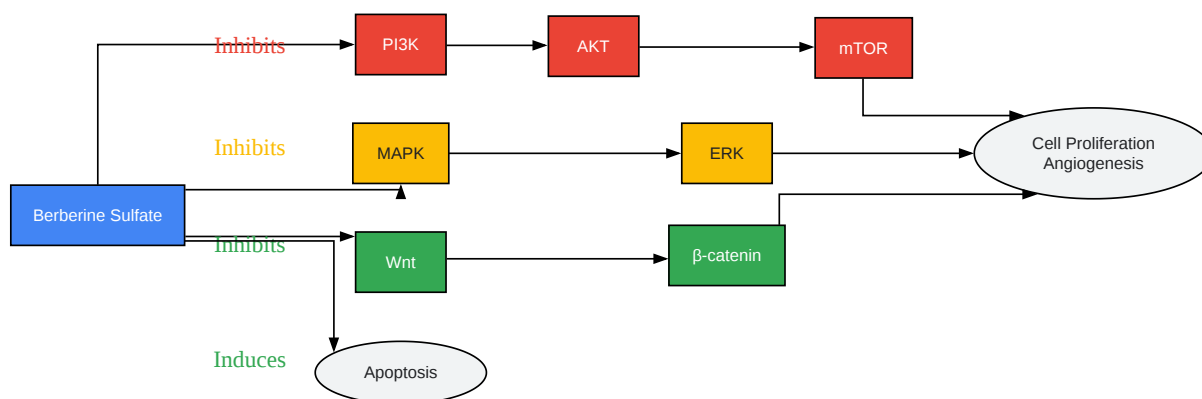 Inhibits
PI3K
AKT
mTOR
Inhibits
MAPK
ERK
Cell Proliferation
Angiogenesis
Berberine Sulfate
Inhibits
Wnt
β-catenin
Induces
Apoptosis